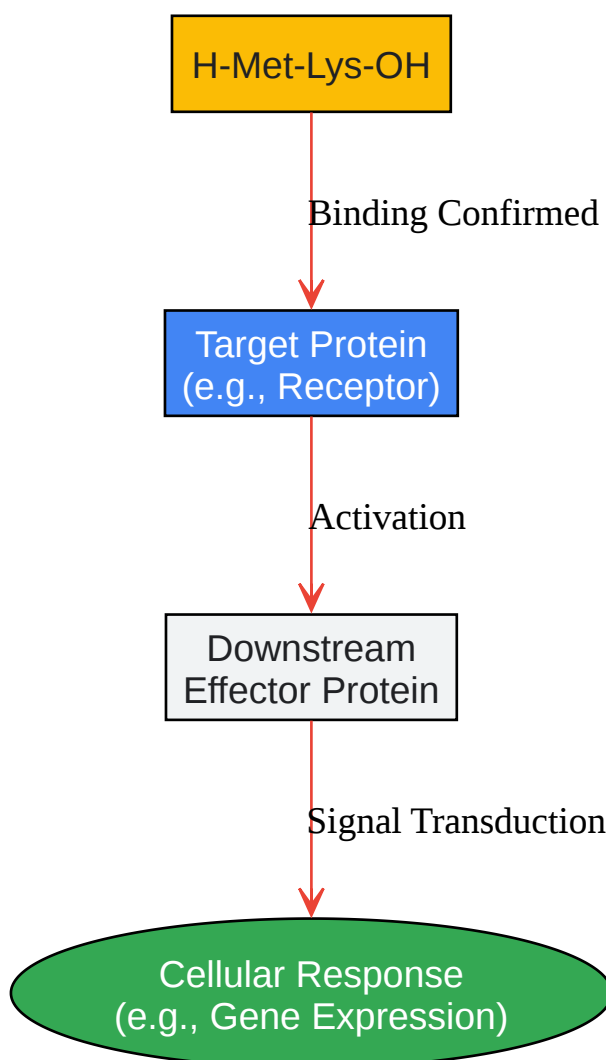 H-Met-Lys-OH
Binding Confirmed
Target Protein
(e.g., Receptor)
Activation
Downstream
Effector Protein
Signal Transduction
Cellular Response
(e.g., Gene Expression)